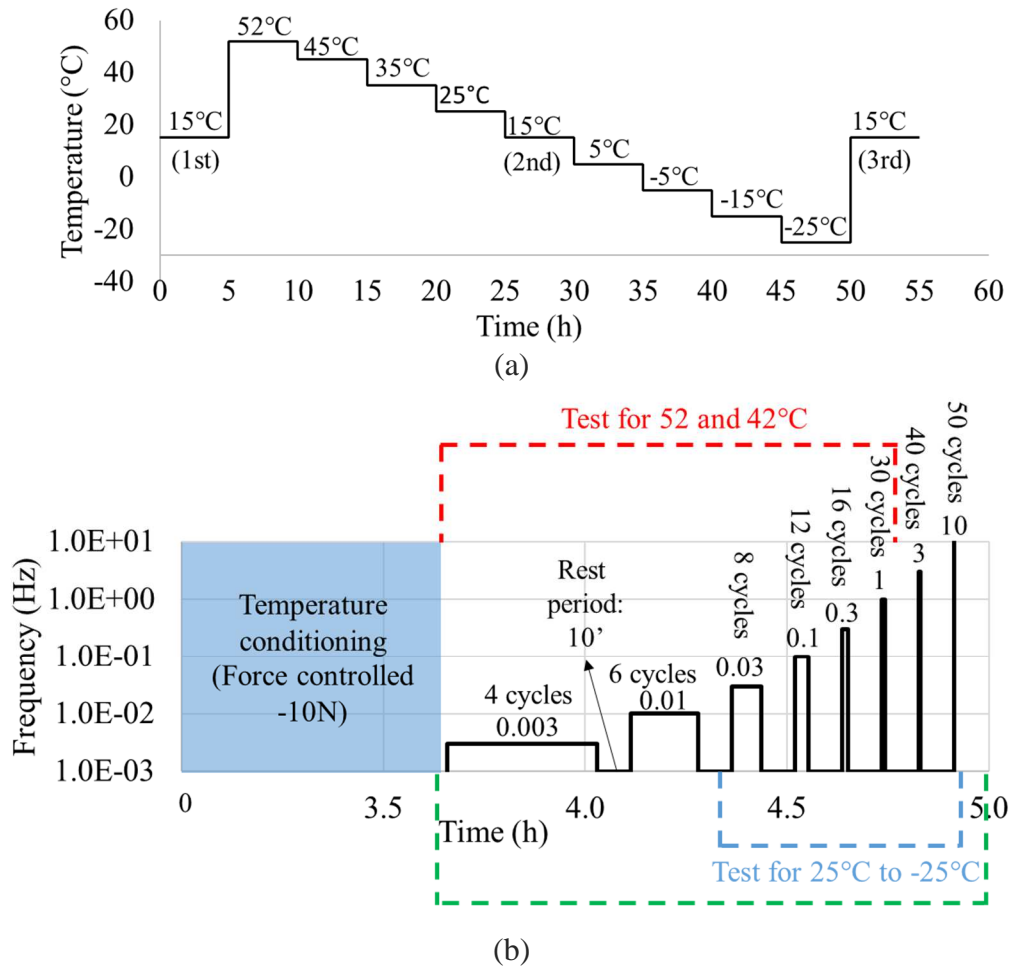 60
40
20
0
-20
-40
Temperature (°C)
15°C
(1st)
52°C
45°C
35°C
25°C
15°C
(2nd)
5°C
-5°C
-15°C
-25°C
15°C
(3rd)
0 5 10 15 20 25 30 35 40 45 50 55 60
Time (h)
(a)
Test for 52 and 42°C
1.0E+01
1.0E+00
1.0E-01
1.0E-02
1.0E-03
Frequency (Hz)
Temperature
conditioning
(Force controlled
-10N)
4 cycles
0.003
Rest
period:
10’
6 cycles
0.01
8 cycles
0.03
12 cycles
0.1
16 cycles
0.3
30 cycles
1
40 cycles
3
50 cycles
10
0 3.5 4.0 4.5 5.0
Time (h)
Test for 25°C to -25°C
(b)